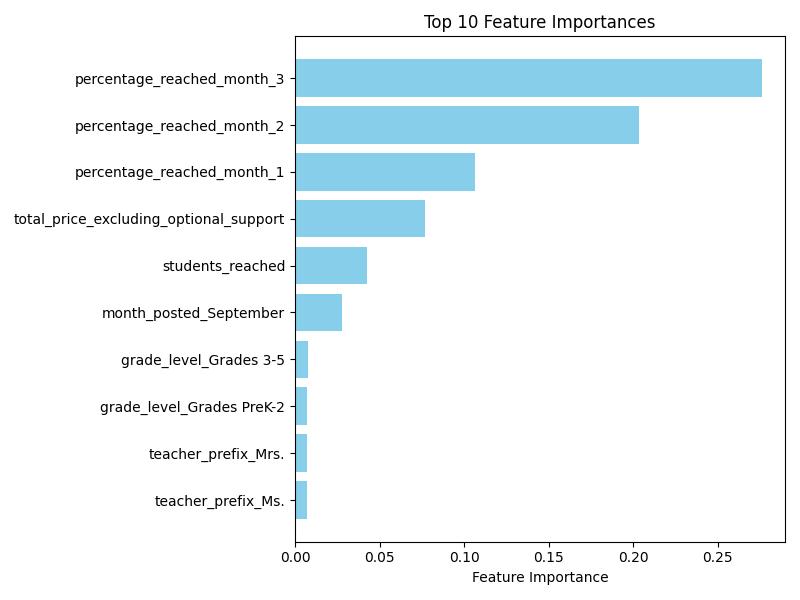 Top 10 Feature Importances
percentage_reached_month_3
percentage_reached_month_2
percentage_reached_month_1
total_price_excluding_optional_support
students_reached
month_posted_September
grade_level_Grades 3-5
grade_level_Grades PreK-2
teacher_prefix_Mrs.
teacher_prefix_Ms.
0.00 0.05 0.10 0.15 0.20 0.25
Feature Importance